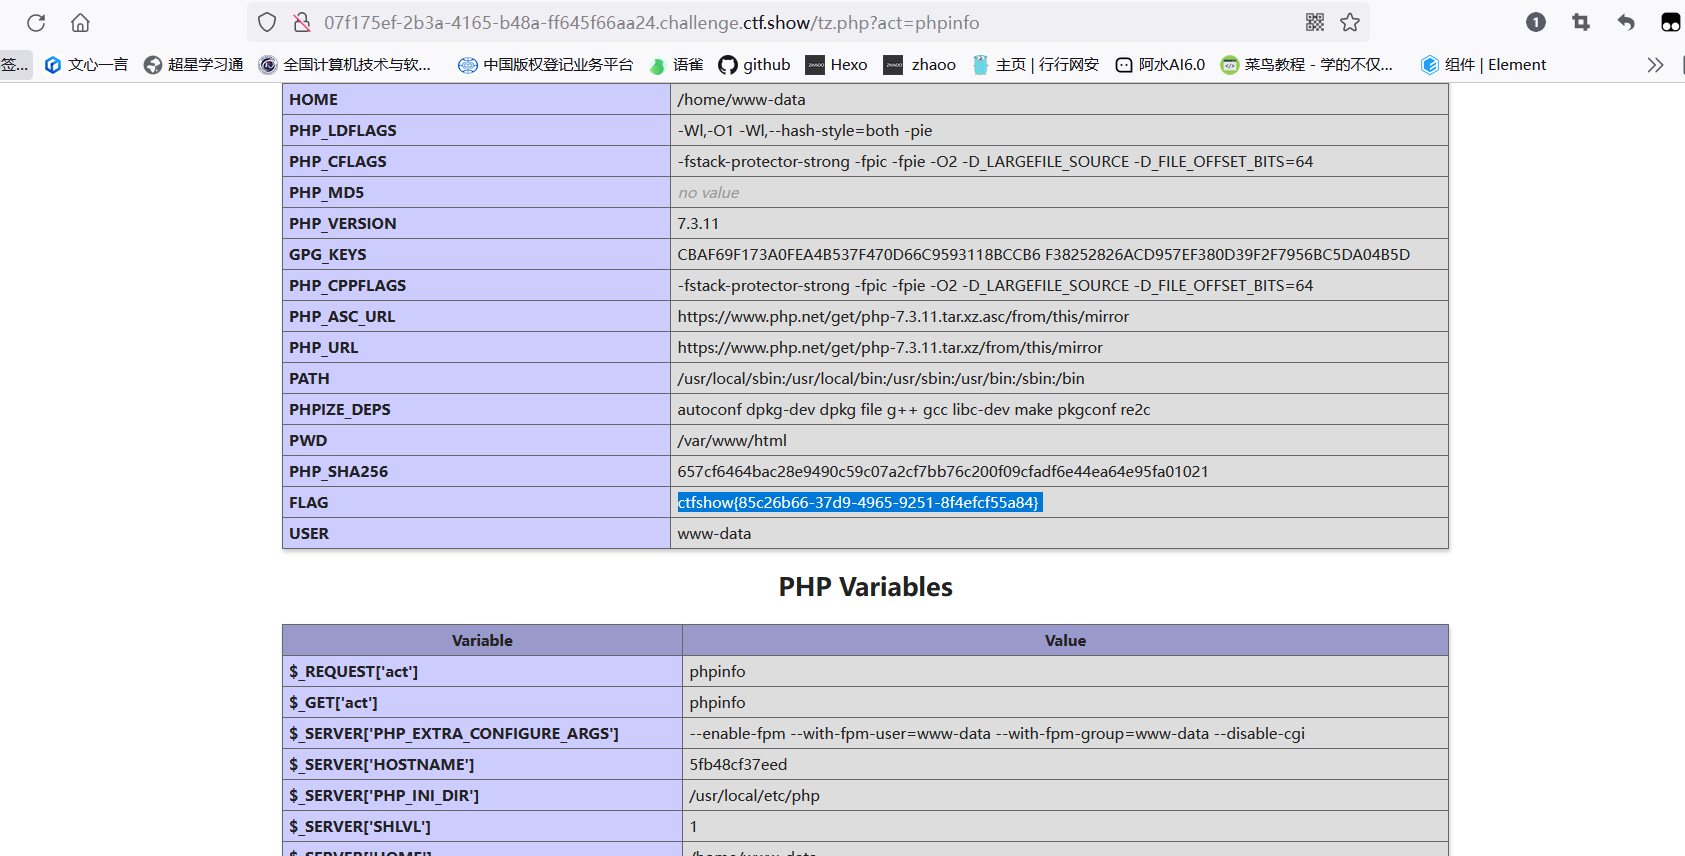 07f175ef-2b3a-4165-b48a-ff645f66aa24.challenge.ctf.show/tz.php?act=phpinfo
1
签... 文心一言 超星学习通 全国计算机技术与软... 中国版权登记业务平台 语雀 github Hexo zhaoo 主页 | 行行网安 阿水AI6.0 菜鸟教程 - 学的不仅... 组件 | Element
HOME /home/www-data
PHP_LDFLAGS -Wl,-O1 -Wl,--hash-style=both -pie
PHP_CFLAGS -fstack-protector-strong -fpic -fpie -O2 -D_LARGEFILE_SOURCE -D_FILE_OFFSET_BITS=64
PHP_MD5 no value
PHP_VERSION 7.3.11
GPG_KEYS CBAF69F173A0FEA4B537F470D66C9593118BCCB6 F38252826ACD957EF380D39F2F7956BC5DA04B5D
PHP_CPPFLAGS -fstack-protector-strong -fpic -fpie -O2 -D_LARGEFILE_SOURCE -D_FILE_OFFSET_BITS=64
PHP_ASC_URL https://www.php.net/get/php-7.3.11.tar.xz.asc/from/this/mirror
PHP_URL https://www.php.net/get/php-7.3.11.tar.xz/from/this/mirror
PATH /usr/local/sbin:/usr/local/bin:/usr/sbin:/usr/bin:/sbin:/bin
PHPIZE_DEPS autoconf dpkg-dev dpkg file g++ gcc libc-dev make pkgconf re2c
PWD /var/www/html
PHP_SHA256 657cf6464bac28e9490c59c07a2cf7bb76c200f09cfadf6e44ea64e95fa01021
FLAG ctfshow{85c26b66-37d9-4965-9251-8f4efcf55a84}
USER www-data
PHP Variables
Variable Value
$_REQUEST['act'] phpinfo
$_GET['act'] phpinfo
$_SERVER['PHP_EXTRA_CONFIGURE_ARGS'] --enable-fpm --with-fpm-user=www-data --with-fpm-group=www-data --disable-cgi
$_SERVER['HOSTNAME'] 5fb48cf37eed
$_SERVER['PHP_INI_DIR'] /usr/local/etc/php
$_SERVER['SHLVL'] 1
$_SERVER['HOME'] /home/www-data